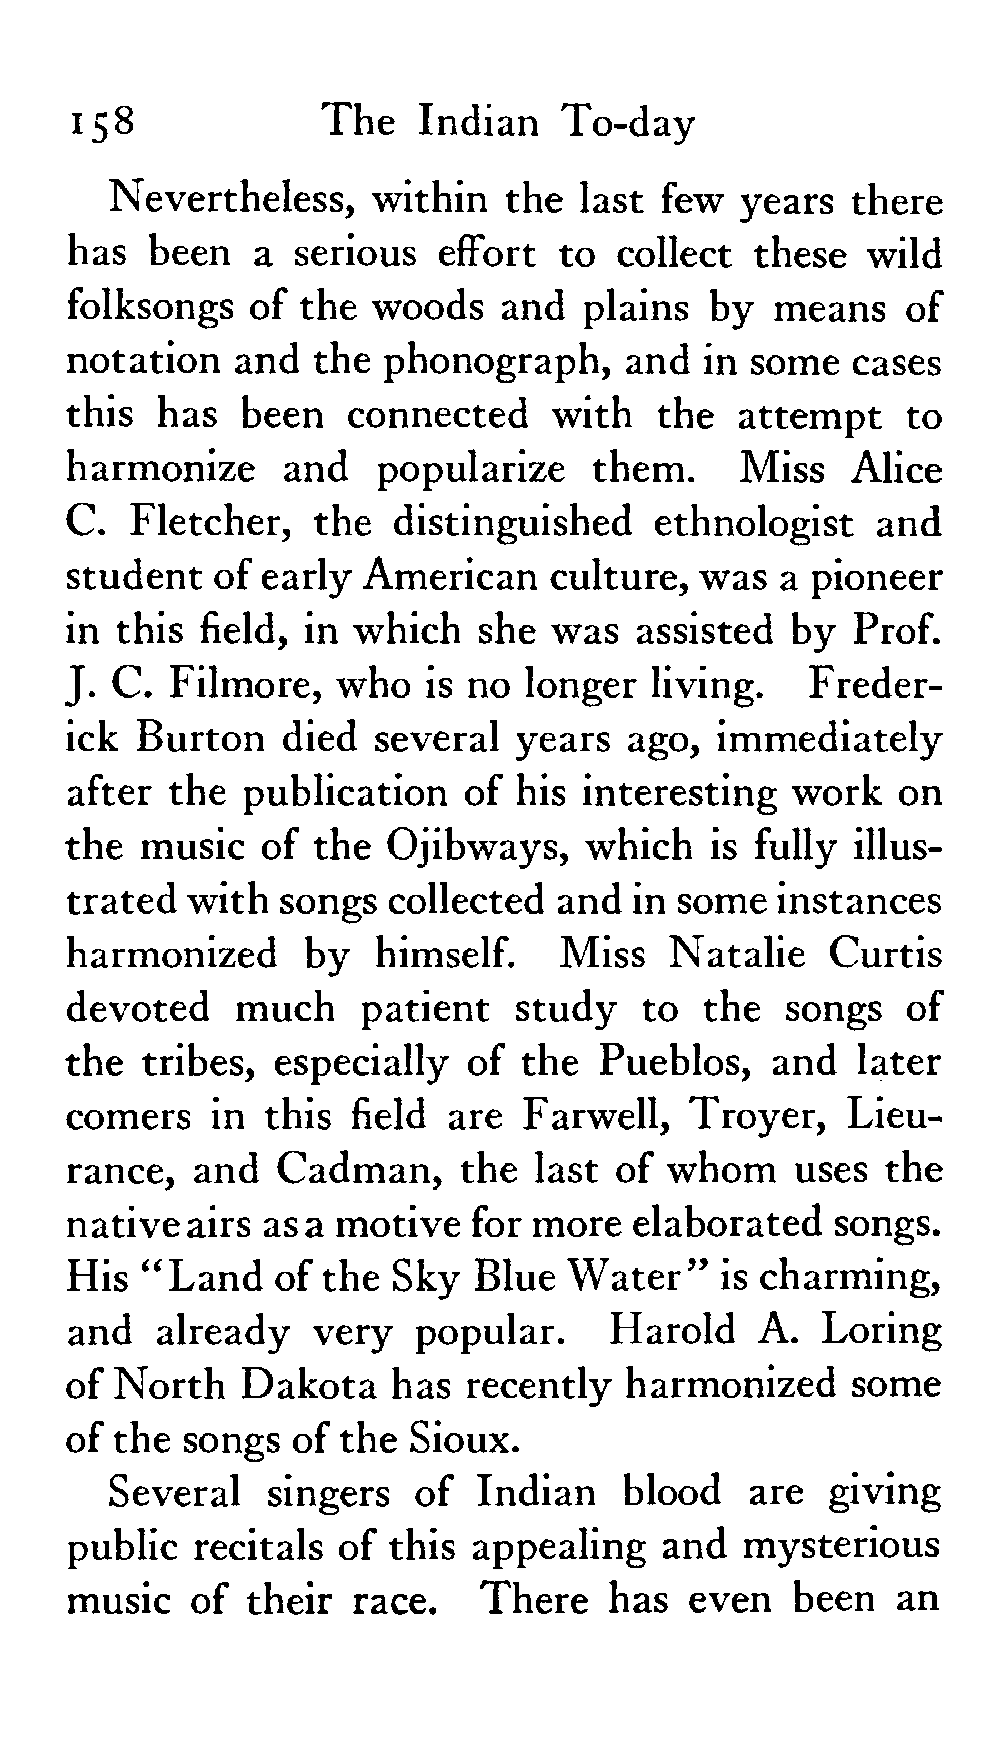 158 The Indian To-day
Nevertheless, within the last few years there
has been a serious effort to collect these wild
folksongs of the woods and plains by means of
notation and the phonograph, and in some cases
this has been connected with the attempt to
harmonize and popularize them. Miss Alice
C. Fletcher, the distinguished ethnologist and
student of early American culture, was a pioneer
in this field, in which she was assisted by Prof.
J. C. Filmore, who is no longer living. Freder-
ick Burton died several years ago, immediately
after the publication of his interesting work on
the music of the Ojibways, which is fully illus-
trated with songs collected and in some instances
harmonized by himself. Miss Natalie Curtis
devoted much patient study to the songs of
the tribes, especially of the Pueblos, and later
comers in this field are Farwell, Troyer, Lieu-
rance, and Cadman, the last of whom uses the
native airs as a motive for more elaborated songs.
His "Land of the Sky Blue Water" is charming,
and already very popular. Harold A. Loring
of North Dakota has recently harmonized some
of the songs of the Sioux.
Several singers of Indian blood are giving
public recitals of this appealing and mysterious
music of their race. There has even been an